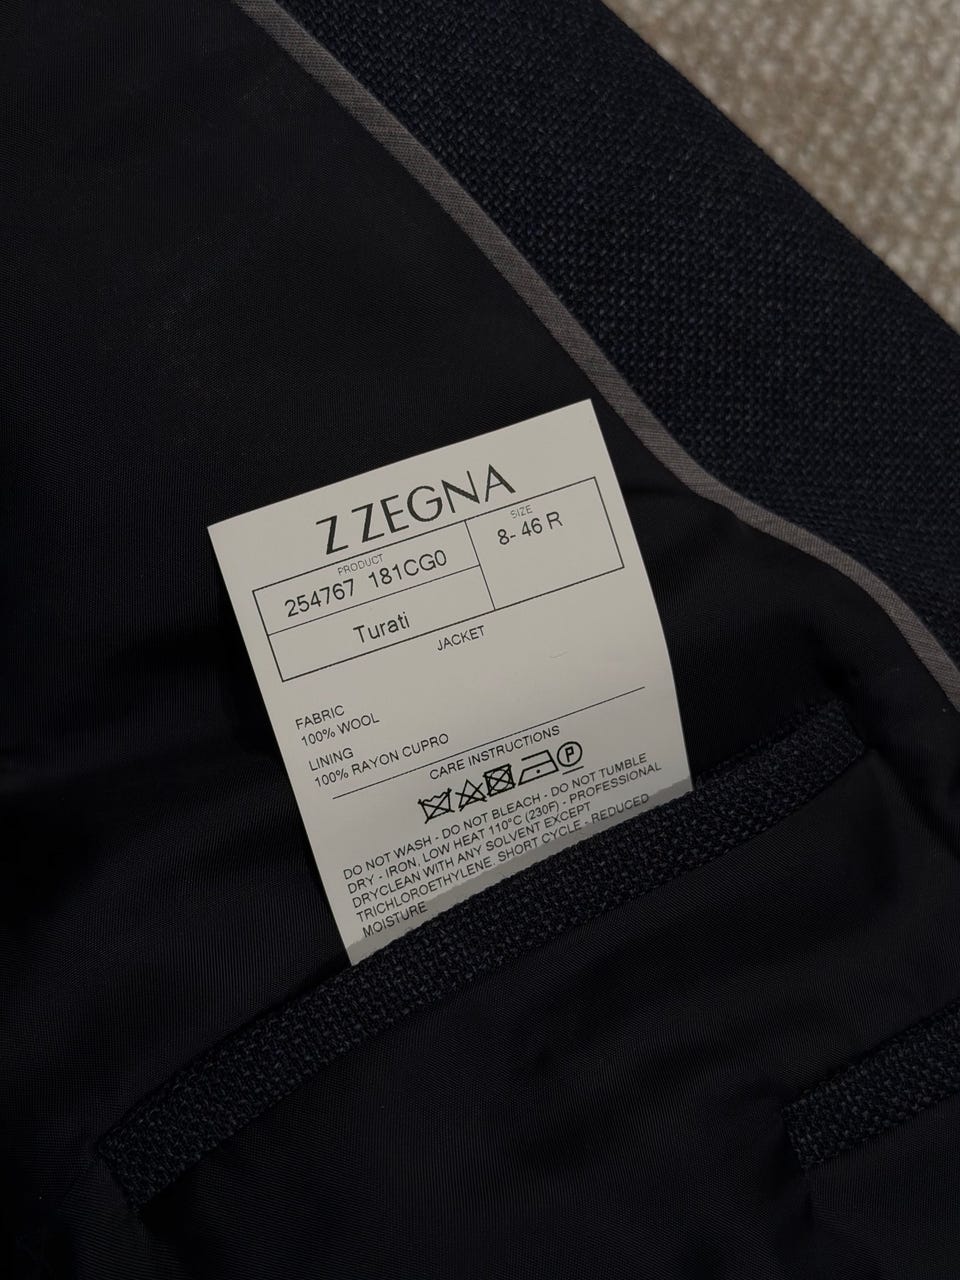 Z ZEGNA
PRODUCT
254767 181CG0
SIZE
8- 46 R
Turati
JACKET
FABRIC
100% WOOL
LINING
100% RAYON CUPRO
CARE INSTRUCTIONS
P
DO NOT WASH - DO NOT BLEACH - DO NOT TUMBLE
DRY - IRON, LOW HEAT 110°C (230F) - PROFESSIONAL
DRYCLEAN WITH ANY SOLVENT EXCEPT
TRICHLOROETHYLENE. SHORT CYCLE - REDUCED
MOISTURE